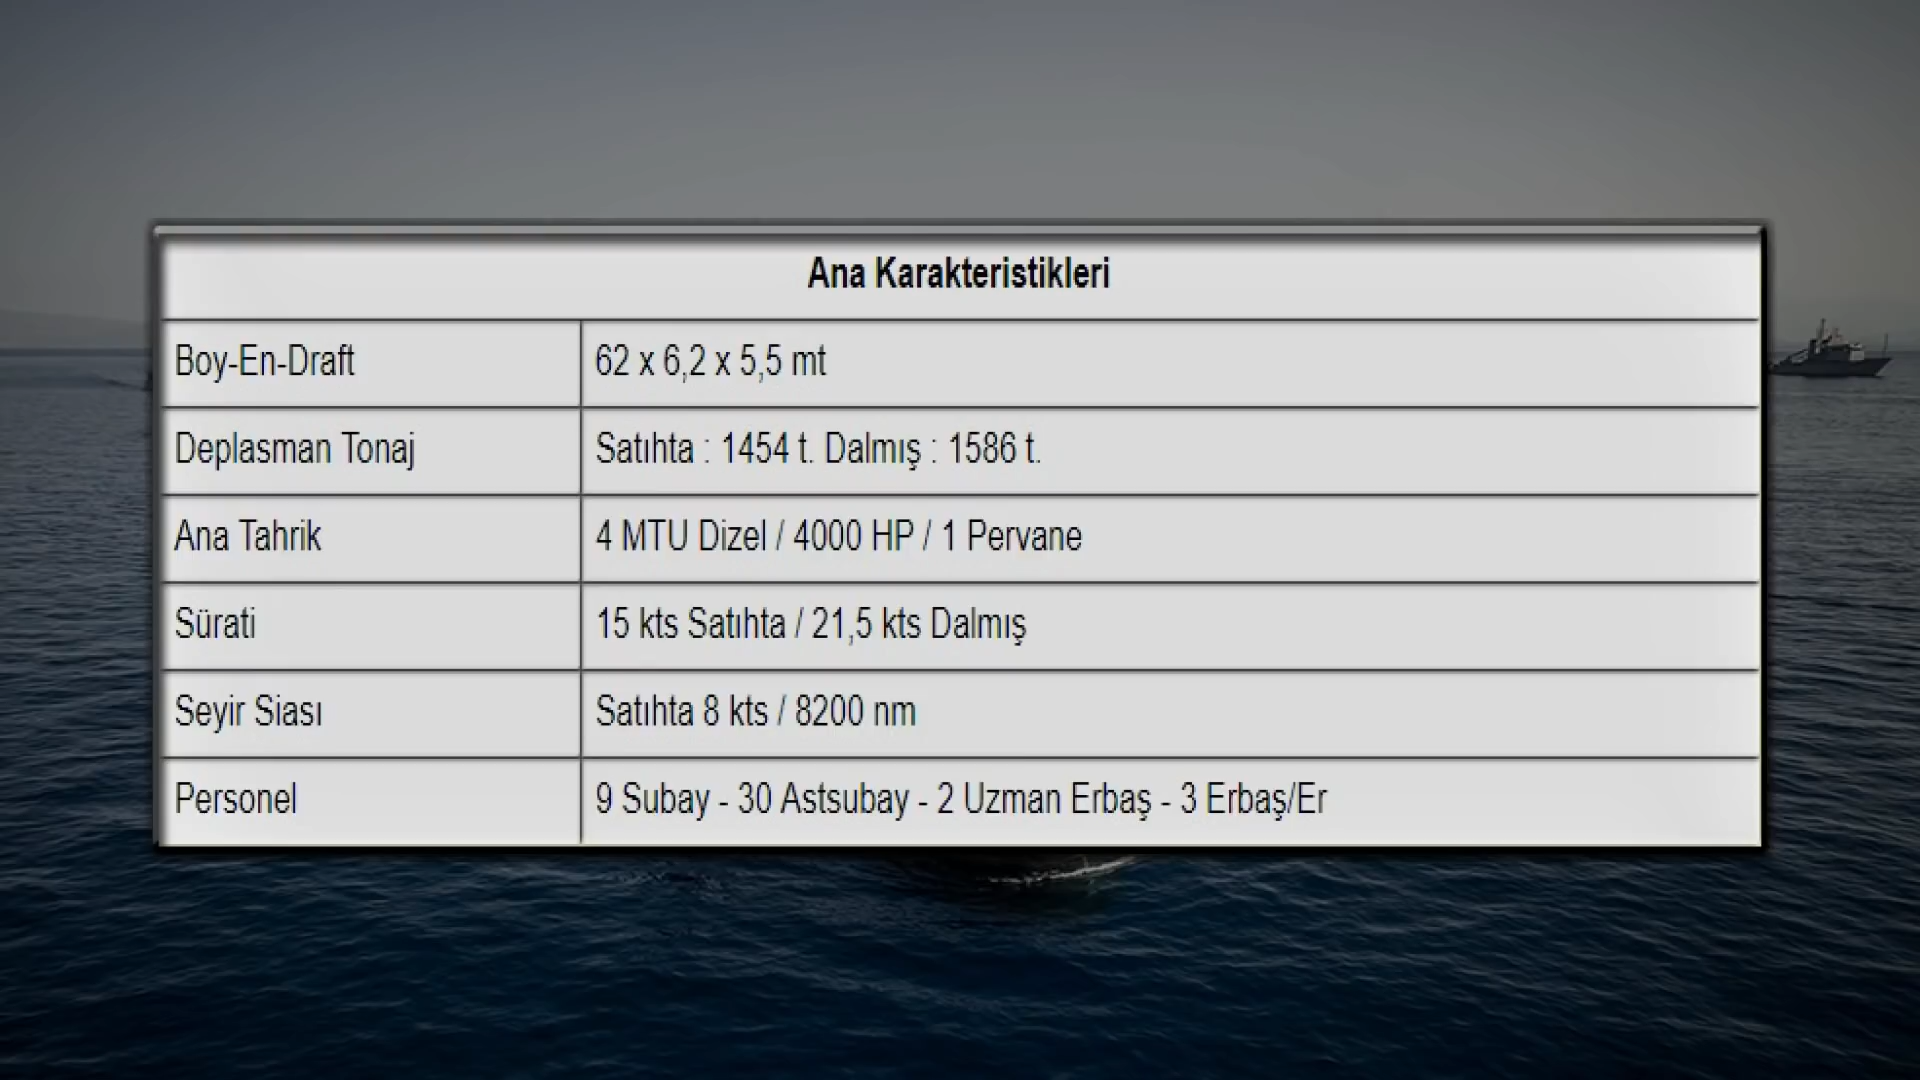 Ana Karakteristikleri
Boy-En-Draft 62 x 6,2 x 5,5 mt
Deplasman Tonaj Satıhta : 1454 t. Dalmış : 1586 t.
Ana Tahrik 4 MTU Dizel / 4000 HP / 1 Pervane
Sürati 15 kts Satıhta / 21,5 kts Dalmış
Seyir Siası Satıhta 8 kts / 8200 nm
Personel 9 Subay - 30 Astsubay - 2 Uzman Erbaş - 3 Erbaş/Er